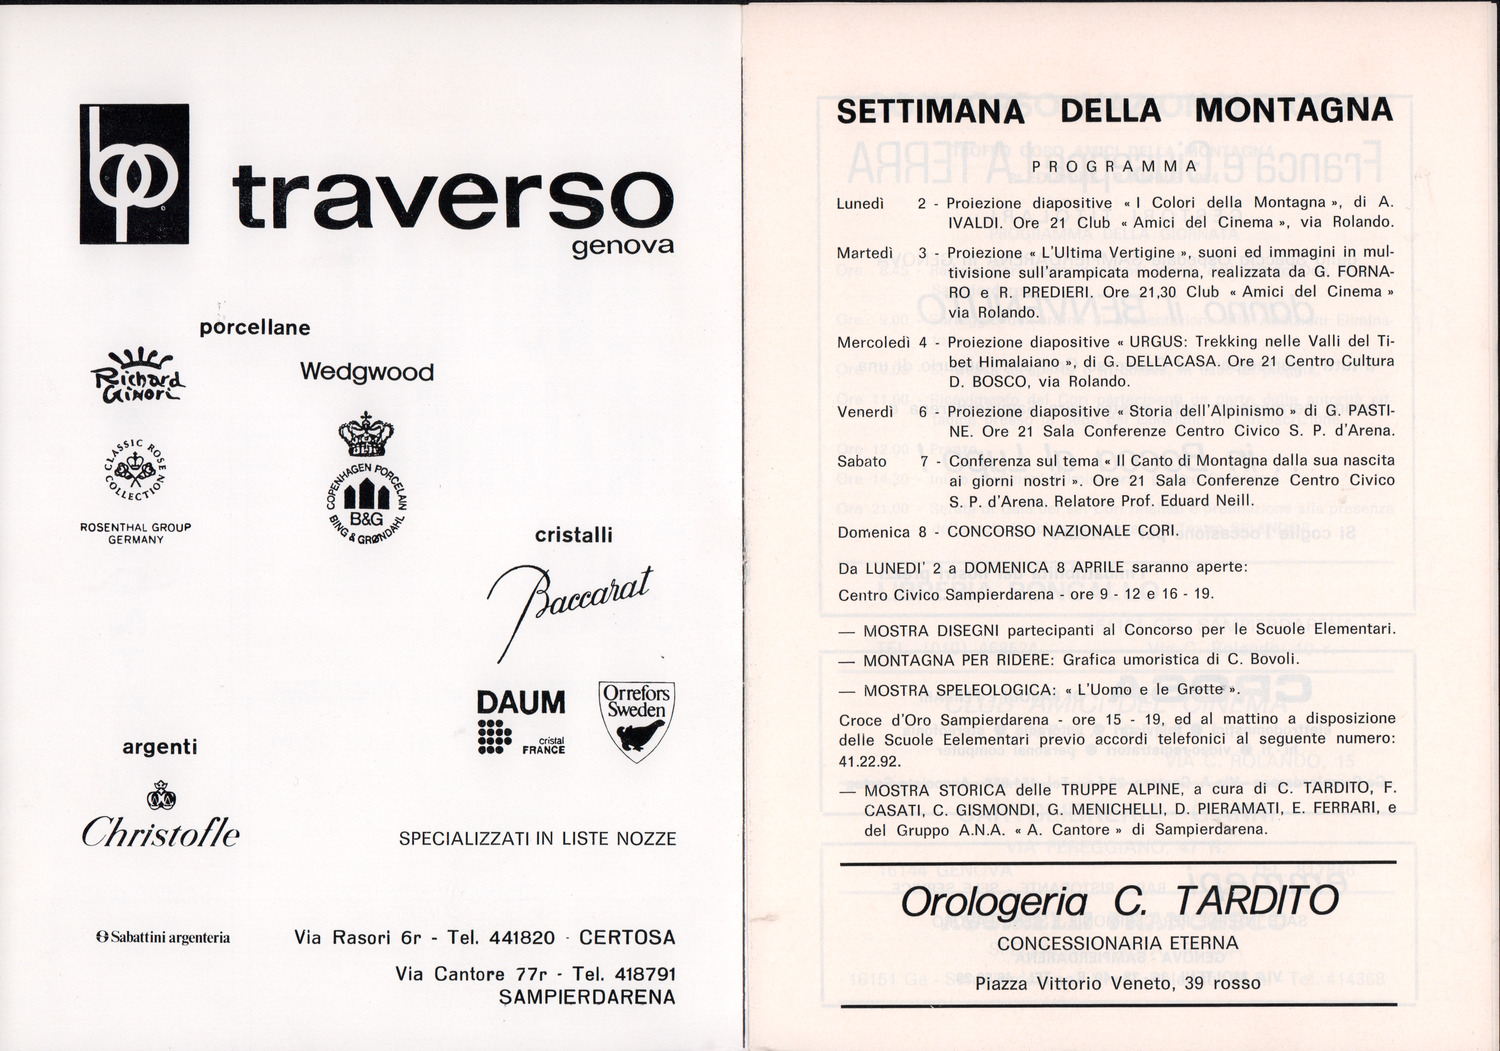 bp
traverso
genova
porcellane
Richard
Ginori
Wedgwood
CLASSIC ROSE
COLLECTION
ROSENTHAL GROUP
GERMANY
COPENHAGEN PORCELAIN
B&G
BING & GRØNDAHL
cristalli
Baccarat
DAUM
cristal
FRANCE
Orrefors
Sweden
argenti
Christofle
SPECIALIZZATI IN LISTE NOZZE
Sabattini argenteria
Via Rasori 6r - Tel. 441820 - CERTOSA
Via Cantore 77r - Tel. 418791
SAMPIERDARENA
SETTIMANA DELLA MONTAGNA
PROGRAMMA
Lunedì 2 - Proiezione diapositive « I Colori della Montagna », di A.
IVALDI. Ore 21 Club « Amici del Cinema », via Rolando.
Martedì 3 - Proiezione « L'Ultima Vertigine », suoni ed immagini in mul-
tivisione sull'arampicata moderna, realizzata da G. FORNA-
RO e R. PREDIERI. Ore 21,30 Club « Amici del Cinema »
via Rolando.
Mercoledì 4 - Proiezione diapositive « URGUS: Trekking nelle Valli del Ti-
bet Himalaiano », di G. DELLACASA. Ore 21 Centro Cultura
D. BOSCO, via Rolando.
Venerdì 6 - Proiezione diapositive « Storia dell'Alpinismo » di G. PASTI-
NE. Ore 21 Sala Conferenze Centro Civico S. P. d'Arena.
Sabato 7 - Conferenza sul tema « Il Canto di Montagna dalla sua nascita
ai giorni nostri ». Ore 21 Sala Conferenze Centro Civico
S. P. d'Arena. Relatore Prof. Eduard Neill.
Domenica 8 - CONCORSO NAZIONALE CORI.
Da LUNEDI' 2 a DOMENICA 8 APRILE saranno aperte:
Centro Civico Sampierdarena - ore 9 - 12 e 16 - 19.
— MOSTRA DISEGNI partecipanti al Concorso per le Scuole Elementari.
— MONTAGNA PER RIDERE: Grafica umoristica di C. Bovoli.
— MOSTRA SPELEOLOGICA: « L'Uomo e le Grotte ».
Croce d'Oro Sampierdarena - ore 15 - 19, ed al mattino a disposizione
delle Scuole Eelementari previo accordi telefonici al seguente numero:
41.22.92.
— MOSTRA STORICA delle TRUPPE ALPINE, a cura di C. TARDITO, F.
CASATI, C. GISMONDI, G. MENICHELLI, D. PIERAMATI, E. FERRARI, e
del Gruppo A.N.A. « A. Cantore » di Sampierdarena.
Orologeria C. TARDITO
CONCESSIONARIA ETERNA
Piazza Vittorio Veneto, 39 rosso